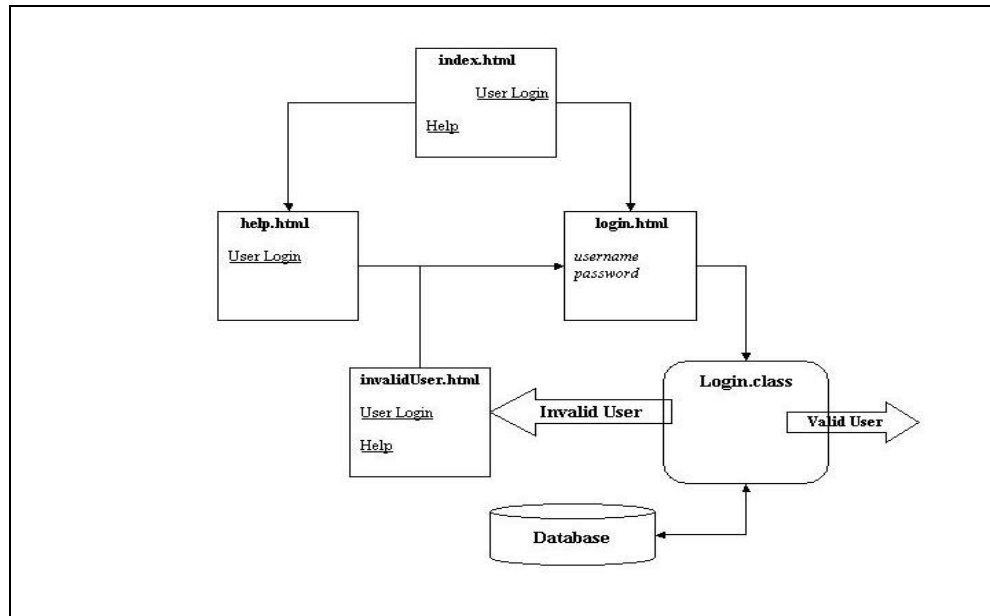 index.html
User Login
Help
help.html
User Login
login.html
username
password
invalidUser.html
User Login
Help
Invalid User
Login.class
Valid User
Database